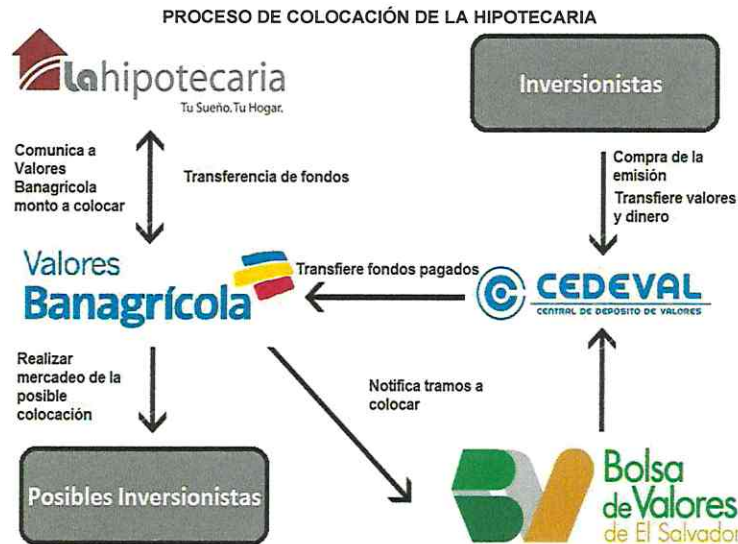 PROCESO DE COLOCACIÓN DE LA HIPOTECARIA
Lahipotecaria
Tu Sueño. Tu Hogar.
Inversionistas
Comunica a
Valores
Banagrícola
monto a colocar
Transferencia de fondos
Compra de la
emisión
Transfiere valores
y dinero
Valores
Banagrícola
Transfiere fondos pagados
CEDEVAL
CENTRAL DE DEPOSITO DE VALORES
Realizar
mercadeo de la
posible
colocación
Notifica tramos a
colocar
Posibles Inversionistas
Bolsa
de Valores
de El Salvador